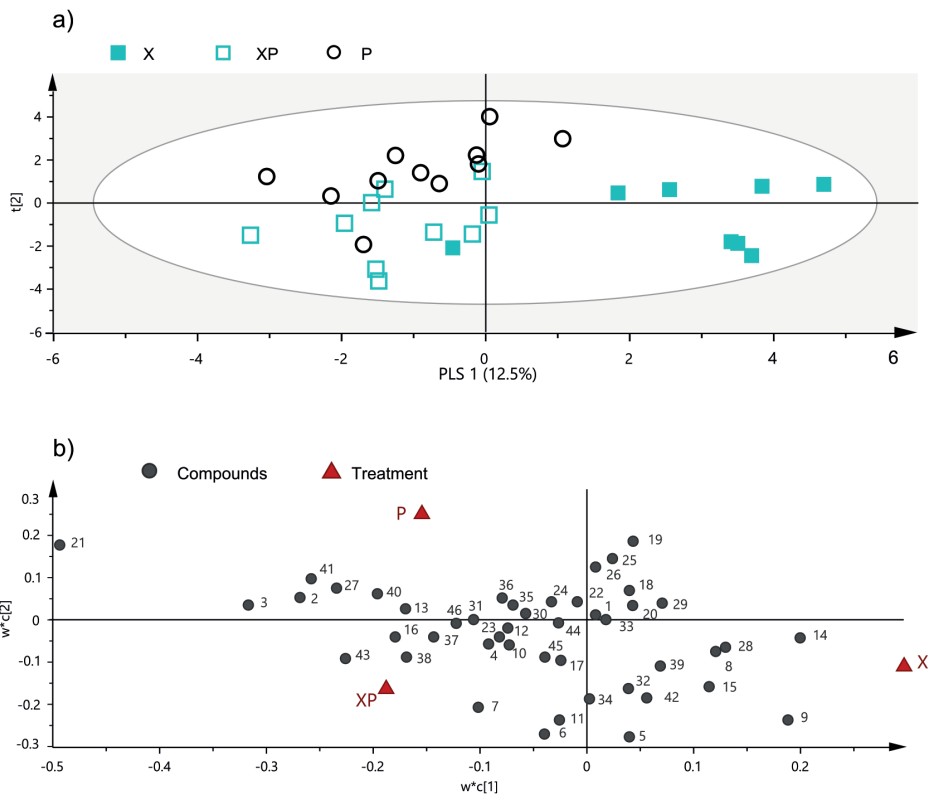 a)
X XP P
t[2]
4
2
0
-2
-4
-6
-6 -4 -2 0 2 4 6
PLS 1 (12.5%)
b)
Compounds Treatment
w*c[2]
0.3
0.2
0.1
0
-0.1
-0.2
-0.3
P
19
21
25
41 26
27 40 36 24 22 18
3 2 13 35 1 29
46 31 30 20
33
16 37 23 12 44 14
43 38 4 10 45 17 39 8 28 X
XP 32 15
7 34 42
11 9
6 5
-0.5 -0.4 -0.3 -0.2 -0.1 0 0.1 0.2
w*c[1]